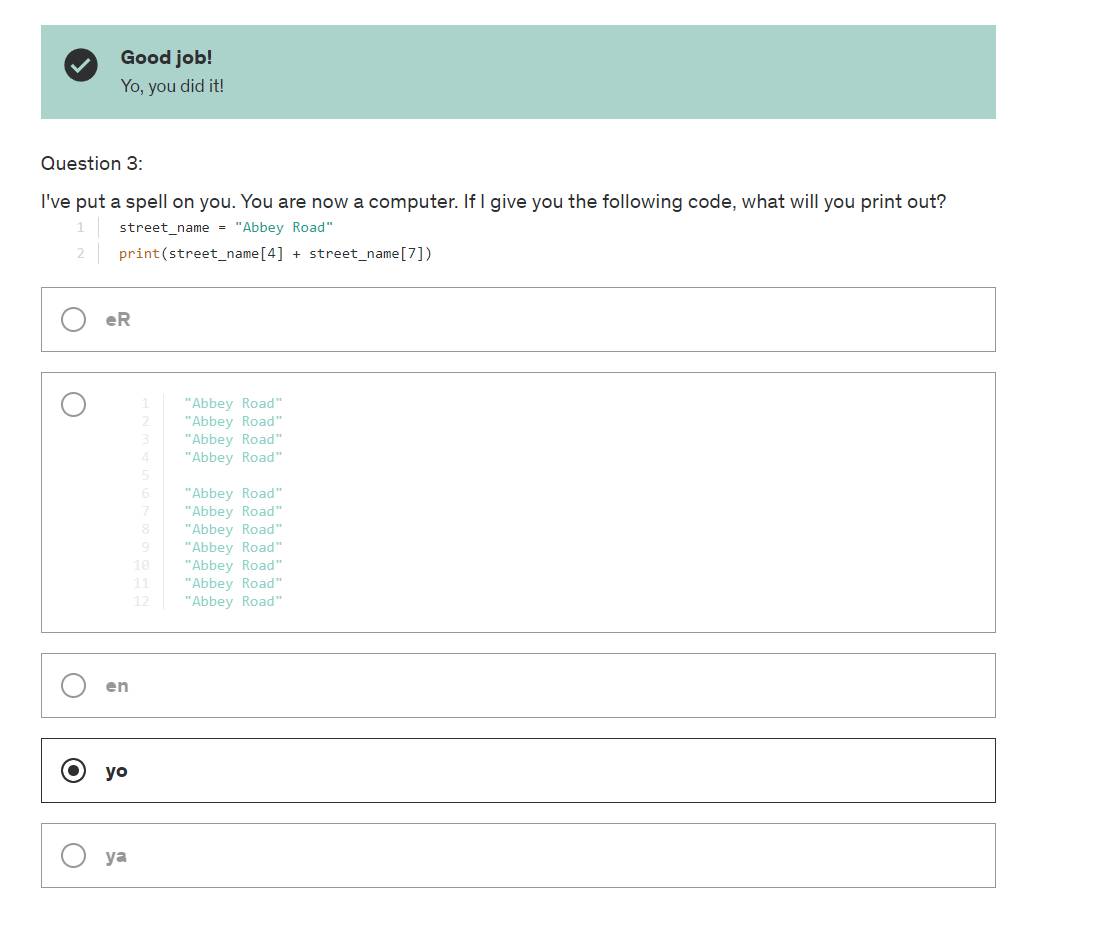 Good job!
Yo, you did it!
Question 3:
I've put a spell on you. You are now a computer. If I give you the following code, what will you print out?
1 street_name = "Abbey Road"
2 print(street_name[4] + street_name[7])
eR
1 "Abbey Road"
2 "Abbey Road"
3 "Abbey Road"
4 "Abbey Road"
5
6 "Abbey Road"
7 "Abbey Road"
8 "Abbey Road"
9 "Abbey Road"
10 "Abbey Road"
11 "Abbey Road"
12 "Abbey Road"
en
yo
ya